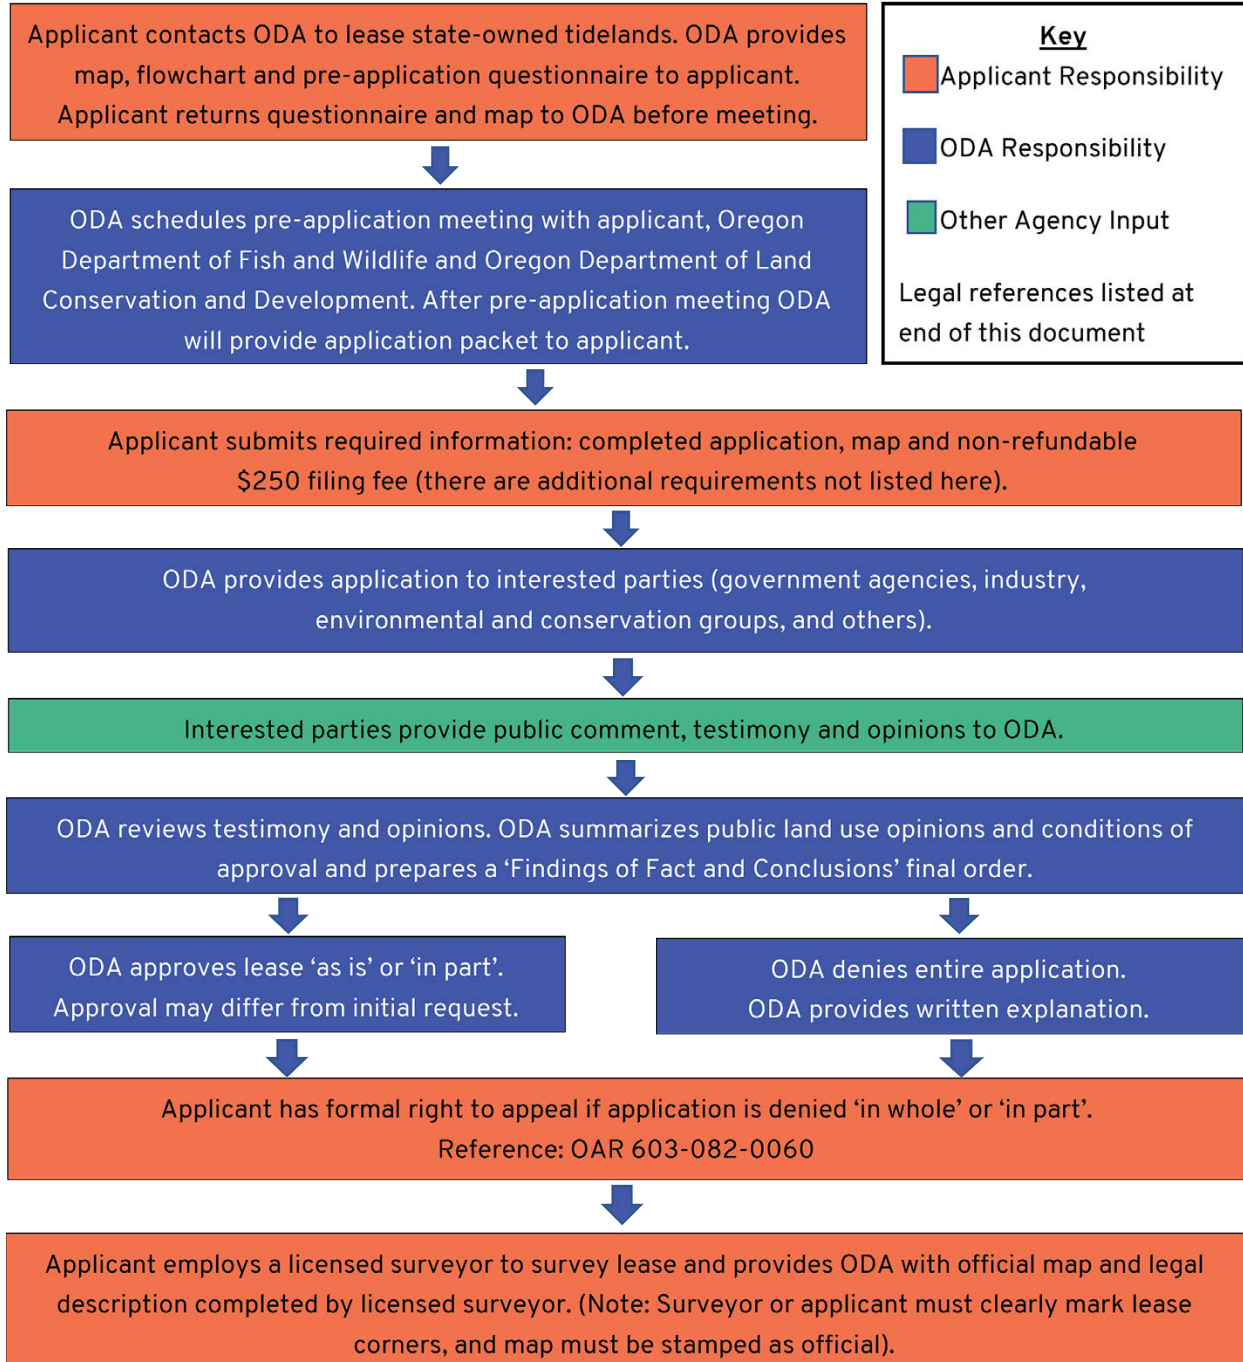 Applicant contacts ODA to lease state-owned tidelands. ODA provides
map, flowchart and pre-application questionnaire to applicant.
Applicant returns questionnaire and map to ODA before meeting.
Key
Applicant Responsibility
ODA Responsibility
Other Agency Input
Legal references listed at
end of this document
ODA schedules pre-application meeting with applicant, Oregon
Department of Fish and Wildlife and Oregon Department of Land
Conservation and Development. After pre-application meeting ODA
will provide application packet to applicant.
Applicant submits required information: completed application, map and non-refundable
$250 filing fee (there are additional requirements not listed here).
ODA provides application to interested parties (government agencies, industry,
environmental and conservation groups, and others).
Interested parties provide public comment, testimony and opinions to ODA.
ODA reviews testimony and opinions. ODA summarizes public land use opinions and conditions of
approval and prepares a ‘Findings of Fact and Conclusions’ final order.
ODA approves lease ‘as is’ or ‘in part’.
Approval may differ from initial request.
ODA denies entire application.
ODA provides written explanation.
Applicant has formal right to appeal if application is denied ‘in whole’ or ‘in part’.
Reference: OAR 603-082-0060
Applicant employs a licensed surveyor to survey lease and provides ODA with official map and legal
description completed by licensed surveyor. (Note: Surveyor or applicant must clearly mark lease
corners, and map must be stamped as official).